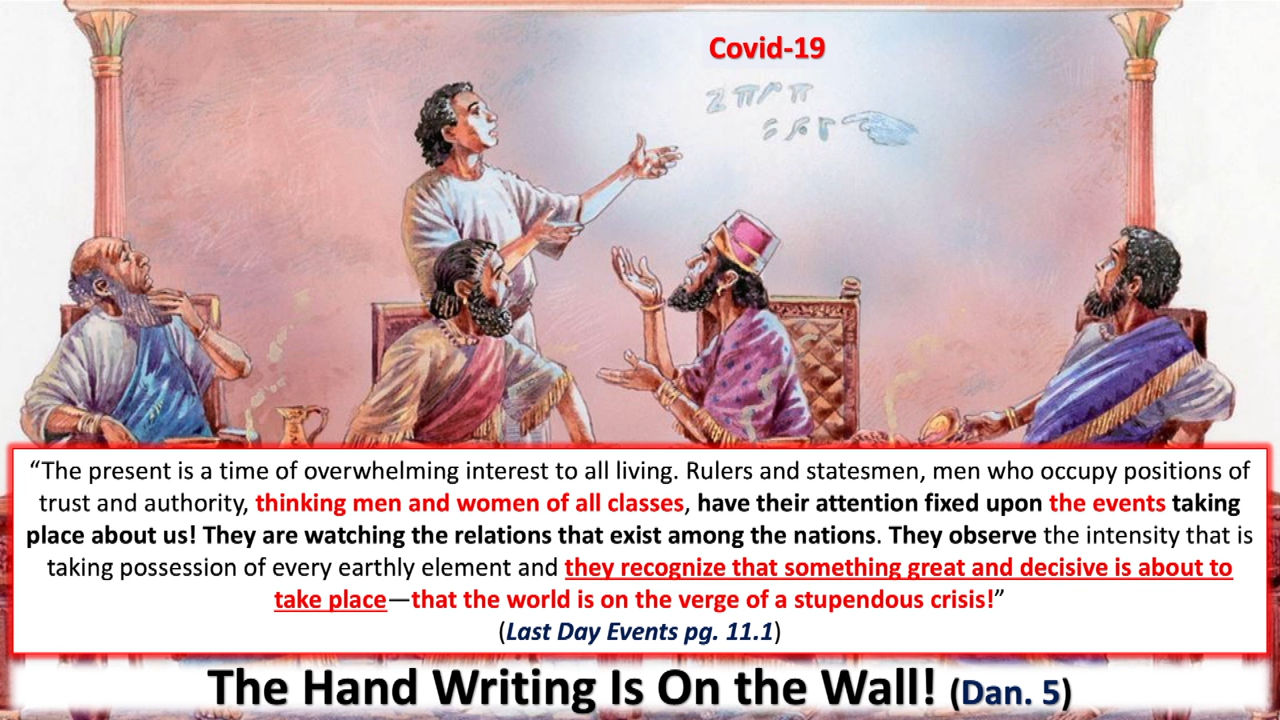 Covid-19
“The present is a time of overwhelming interest to all living. Rulers and statesmen, men who occupy positions of
trust and authority, thinking men and women of all classes, have their attention fixed upon the events taking
place about us! They are watching the relations that exist among the nations. They observe the intensity that is
taking possession of every earthly element and they recognize that something great and decisive is about to
take place—that the world is on the verge of a stupendous crisis!”
(Last Day Events pg. 11.1)
The Hand Writing Is On the Wall! (Dan. 5)